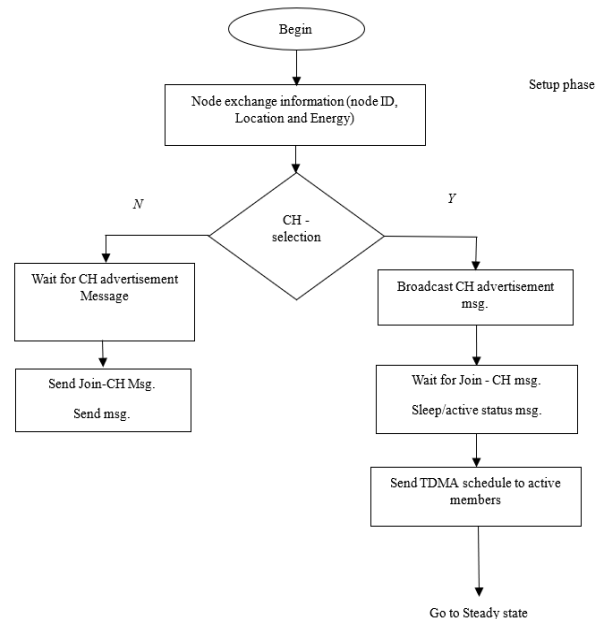 Begin
Setup phase
Node exchange information (node ID,
Location and Energy)
N
Y
CH -
selection
Wait for CH advertisement
Message
Broadcast CH advertisement
msg.
Send Join-CH Msg.
Send msg.
Wait for Join - CH msg.
Sleep/active status msg.
Send TDMA schedule to active
members
Go to Steady state